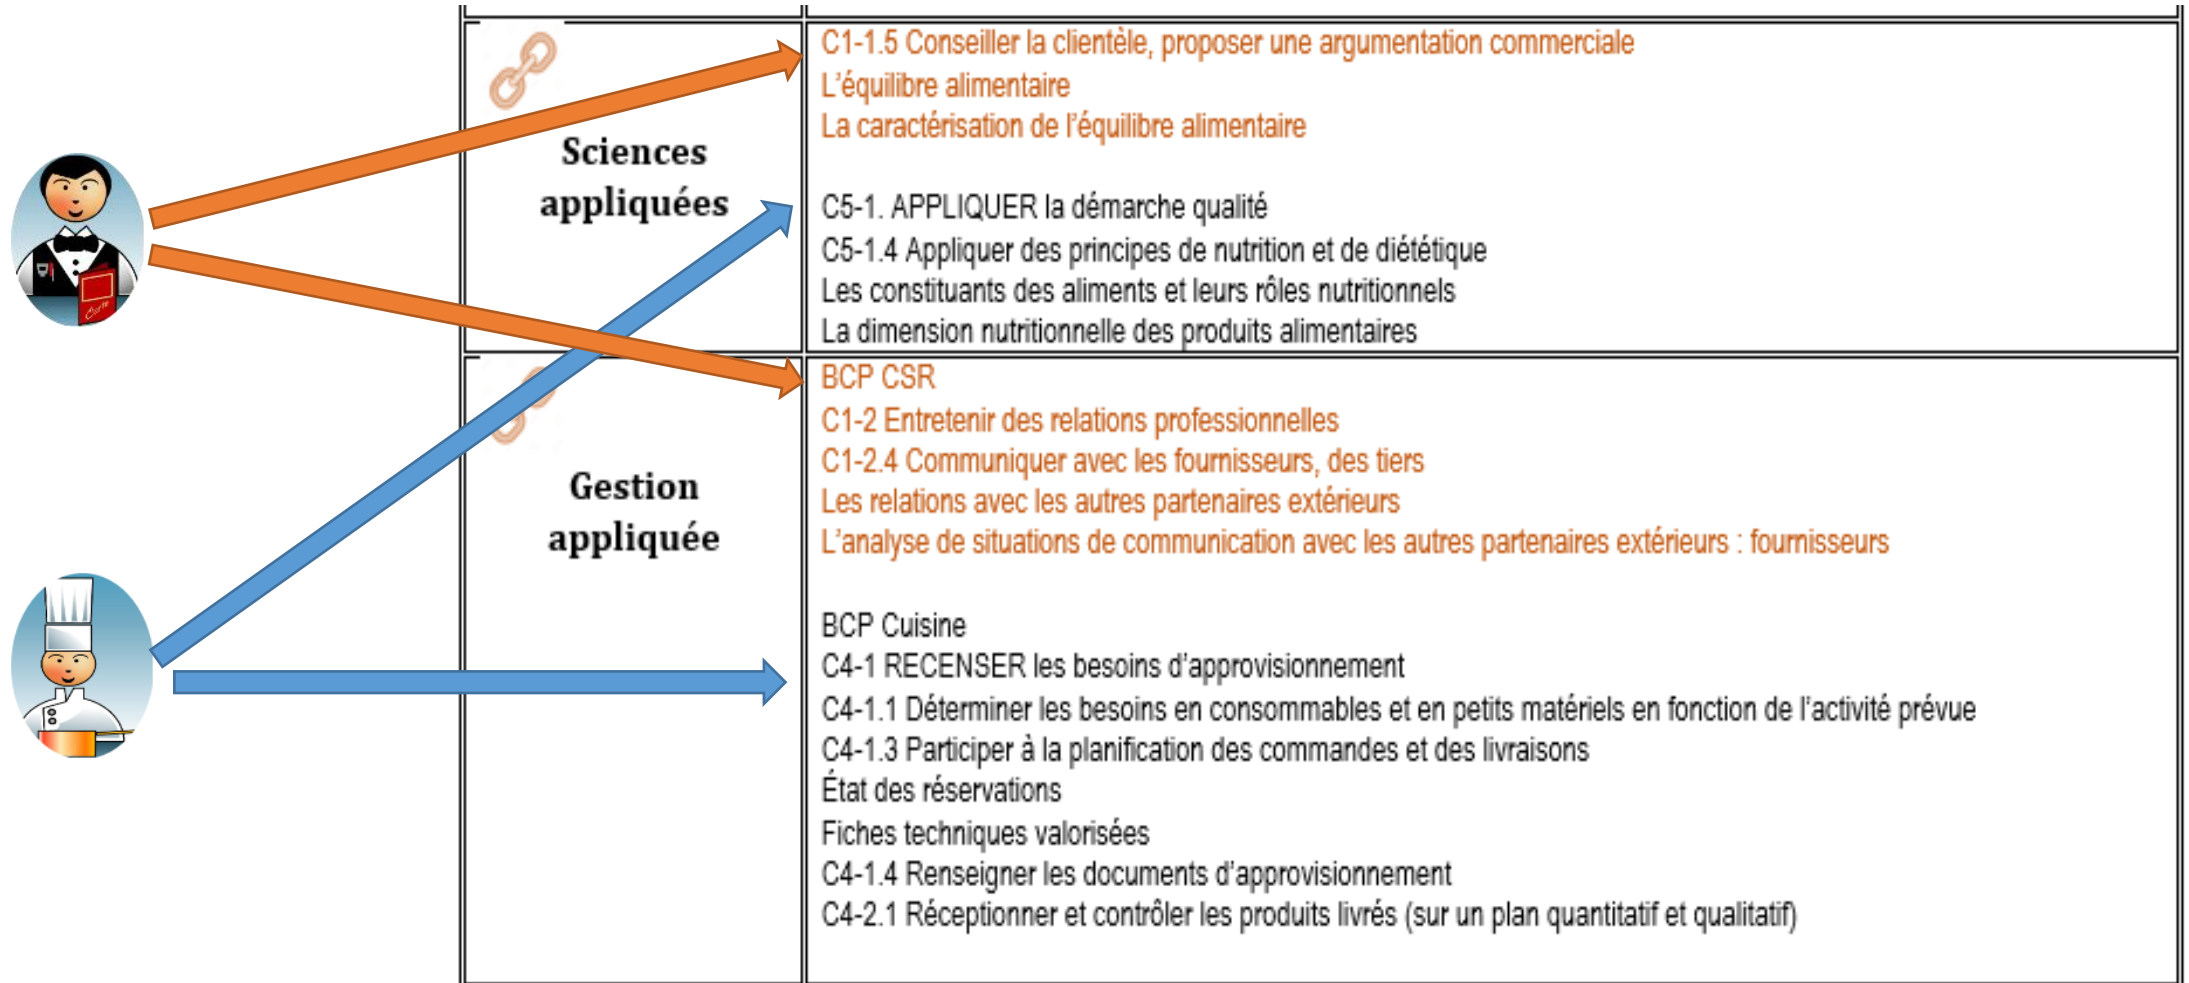 Sciences
appliquées
C1-1.5 Conseiller la clientèle, proposer une argumentation commerciale
L'équilibre alimentaire
La caractérisation de l'équilibre alimentaire
C5-1. APPLIQUER la démarche qualité
C5-1.4 Appliquer des principes de nutrition et de diététique
Les constituants des aliments et leurs rôles nutritionnels
La dimension nutritionnelle des produits alimentaires
Carte
Gestion
appliquée
BCP CSR
C1-2 Entretenir des relations professionnelles
C1-2.4 Communiquer avec les fournisseurs, des tiers
Les relations avec les autres partenaires extérieurs
L'analyse de situations de communication avec les autres partenaires extérieurs : fournisseurs
BCP Cuisine
C4-1 RECENSER les besoins d'approvisionnement
C4-1.1 Déterminer les besoins en consommables et en petits matériels en fonction de l'activité prévue
C4-1.3 Participer à la planification des commandes et des livraisons
État des réservations
Fiches techniques valorisées
C4-1.4 Renseigner les documents d'approvisionnement
C4-2.1 Réceptionner et contrôler les produits livrés (sur un plan quantitatif et qualitatif)